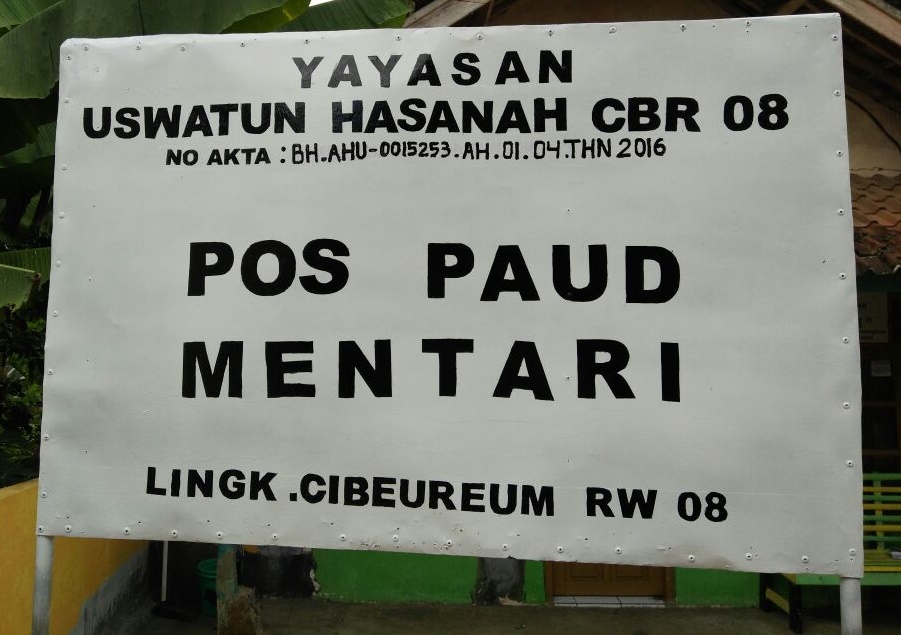 YAYASAN
USWATUN HASANAH CBR 08
NO AKTA : BH.AHU-0015253.AH.01.04.THN 2016
POS PAUD
MENTARI
LINGK .CIBEUREUM RW 08